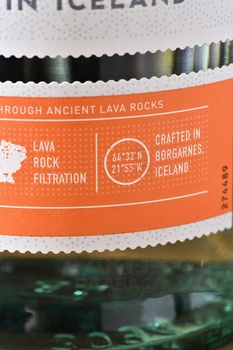 IN ICELAND
THROUGH ANCIENT LAVA ROCKS
LAVA
ROCK
FILTRATION
64°32'N
21°55'W
CRAFTED IN
BORGARNES,
ICELAND
274489